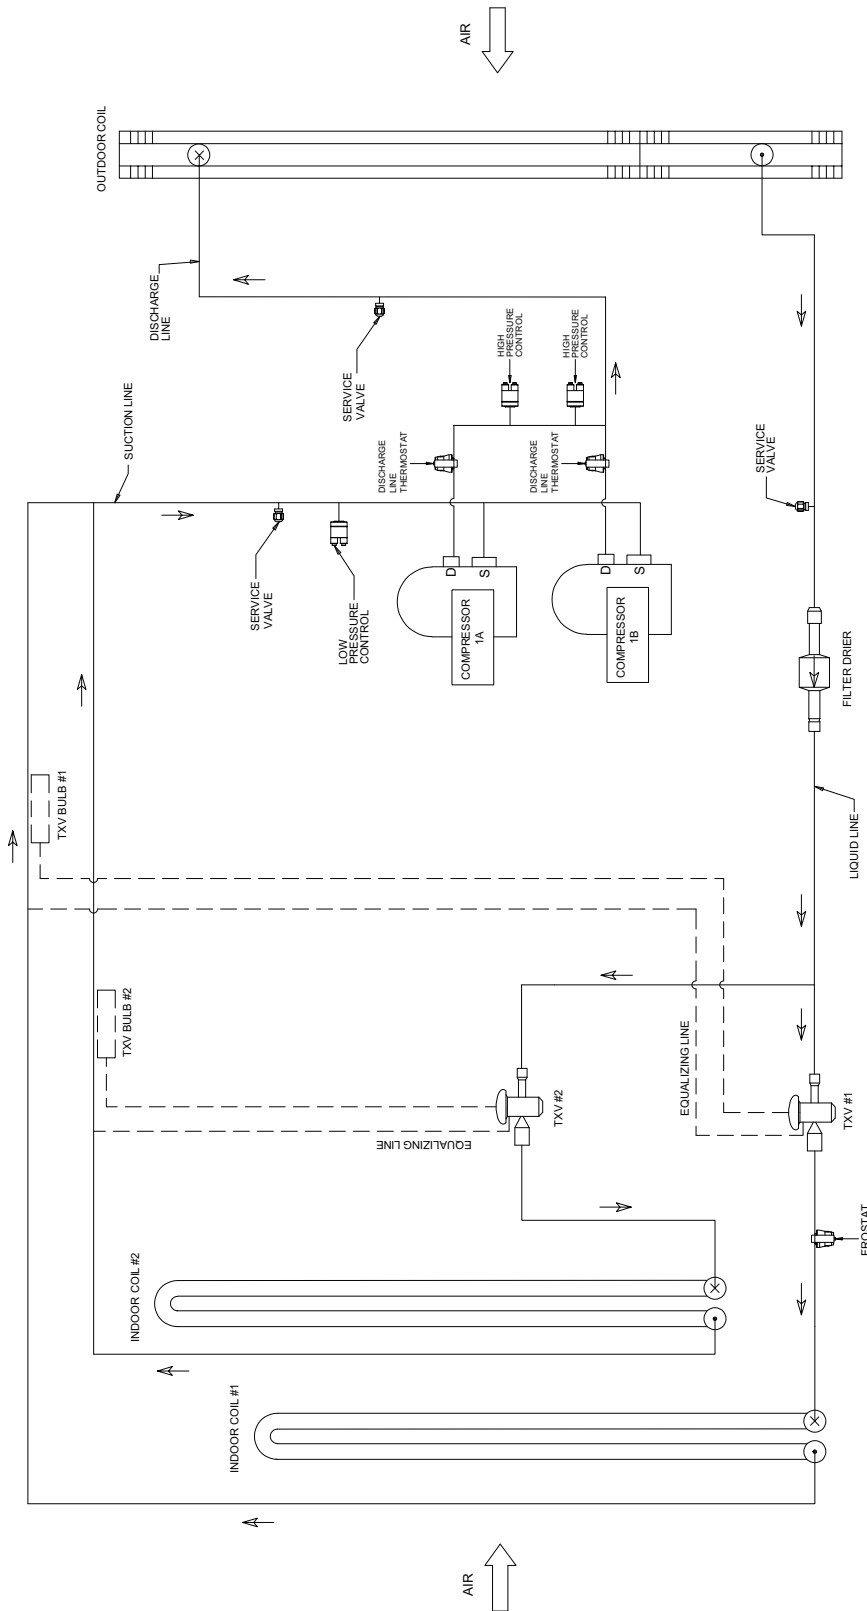 AIR
OUTDOOR COIL
DISCHARGE
LINE
SUCTION LINE
SERVICE
VALVE
HIGH
PRESSURE
CONTROL
HIGH
PRESSURE
CONTROL
DISCHARGE
LINE
THERMOSTAT
DISCHARGE
LINE
THERMOSTAT
SERVICE
VALVE
SERVICE
VALVE
LOW
PRESSURE
CONTROL
COMPRESSOR
1A
D
S
COMPRESSOR
1B
D
S
FILTER DRIER
LIQUID LINE
TXV BULB #1
TXV BULB #2
EQUALIZING LINE
TXV #2
EQUALIZING LINE
TXV #1
FROSTAT
INDOOR COIL #2
INDOOR COIL #1
AIR